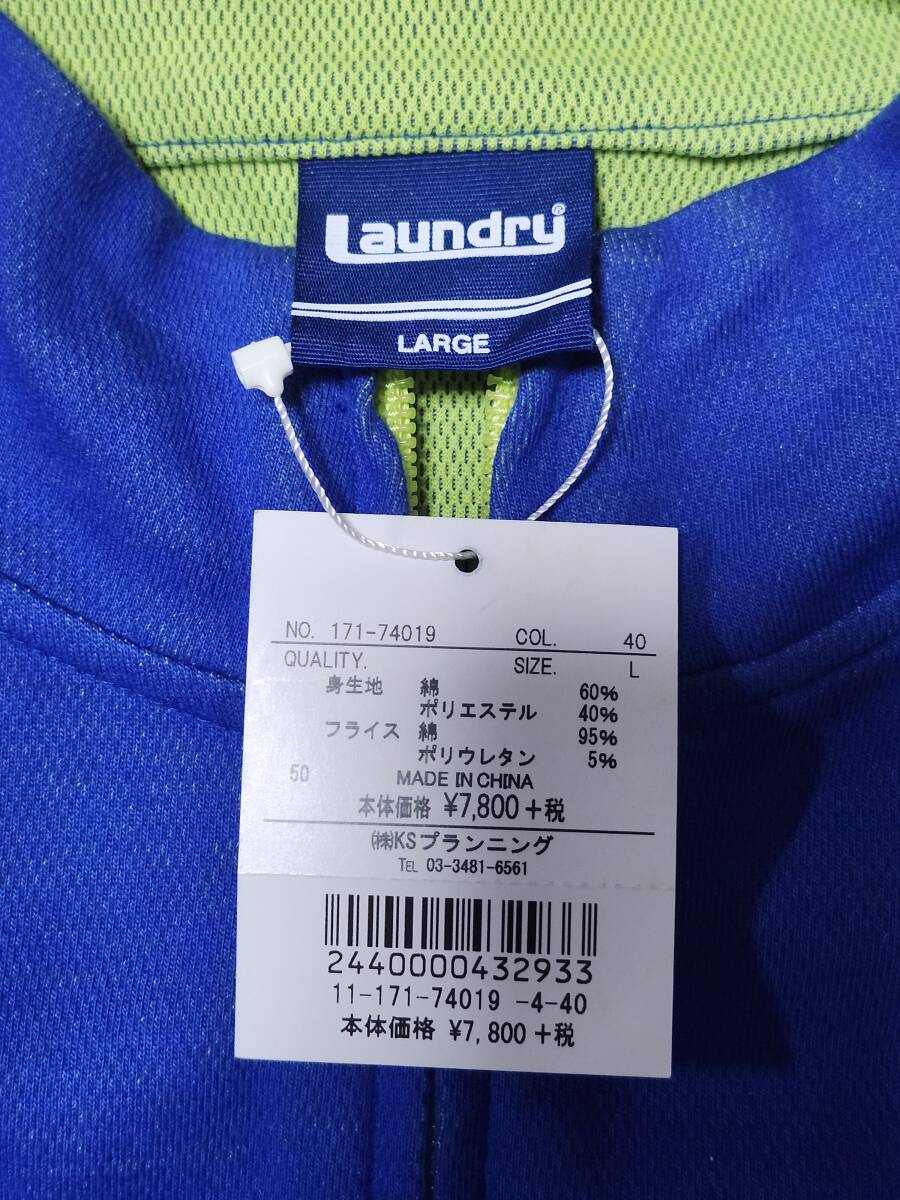 Laundry®
LARGE
NO. 171-74019 COL. 40
QUALITY. SIZE. L
身生地 綿 60%
ポリエステル 40%
フライス 綿 95%
ポリウレタン 5%
50 MADE IN CHINA
本体価格 ¥7,800+税
㈱KSプランニング
TEL 03-3481-6561
2440000432933
11-171-74019 -4-40
本体価格 ¥7,800+税